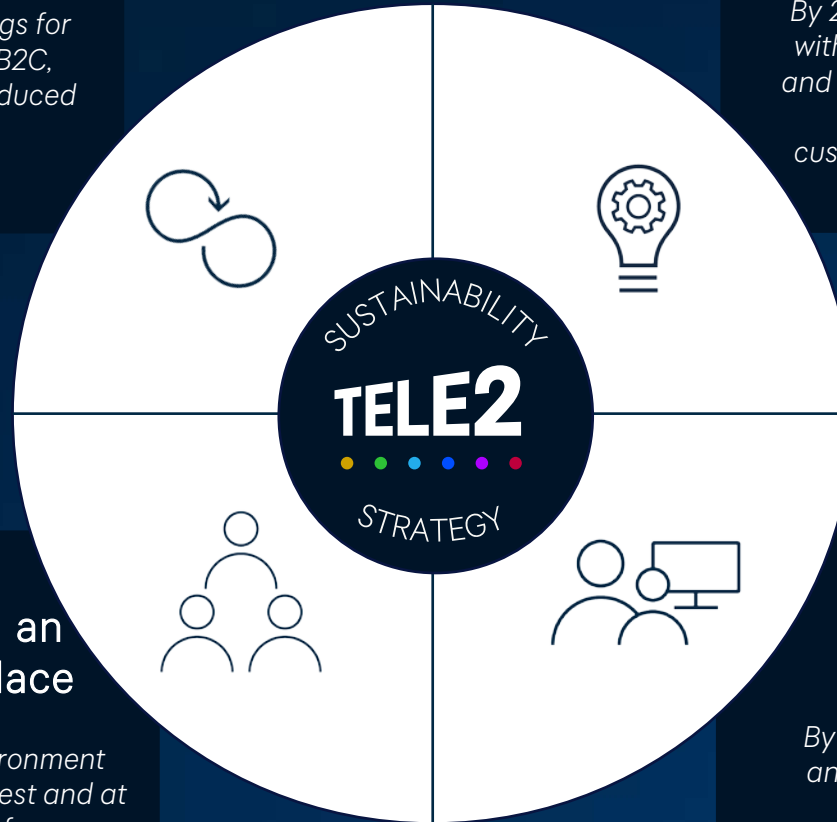 gs for
B2C,
duced
By 2
with
and
cus
SUSTAINABILITY
TELE2
STRATEGY
an
lace
ronment
est and at
By
an